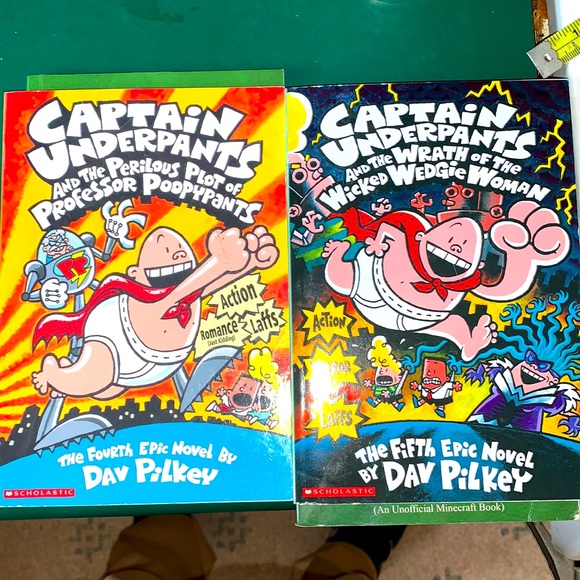 CAPTAIN
UNDERPANTS
AND THE PERILOUS PLOT OF
PROFESSOR POOPYPANTS
Action
Romance
(Just Kidding)
Laffs
THE FOURTH EPIC NOVEL BY
DAV PILKEY
SCHOLASTIC
CAPTAIN
UNDERPANTS
AND THE WRATH OF THE
WICKED WEDGIE WOMAN
ACTION
LAFFS
THE FIFTH EPIC NOVEL
BY DAV PILKEY
SCHOLASTIC
(An Unofficial Minecraft Book)